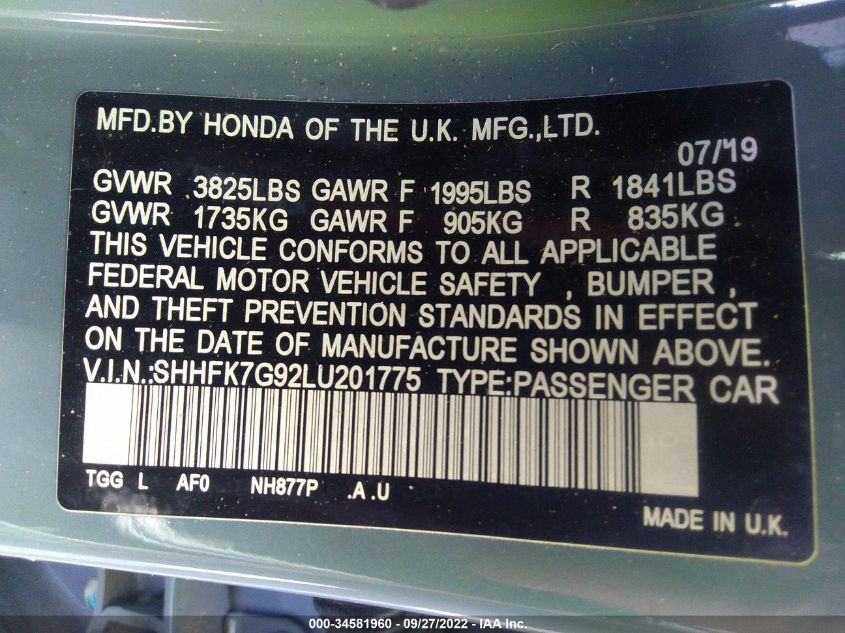 MFD.BY HONDA OF THE U.K. MFG.,LTD.
07/19
GVWR 3825LBS GAWR F 1995LBS R 1841LBS
GVWR 1735KG GAWR F 905KG R 835KG
THIS VEHICLE CONFORMS TO ALL APPLICABLE
FEDERAL MOTOR VEHICLE SAFETY , BUMPER ,
AND THEFT PREVENTION STANDARDS IN EFFECT
ON THE DATE OF MANUFACTURE SHOWN ABOVE.
V.I.N.:SHHFK7G92LU201775 TYPE:PASSENGER CAR
TGG L AF0 NH877P .A .U
MADE IN U.K.
000-34581960 - 09/27/2022 - IAA Inc.